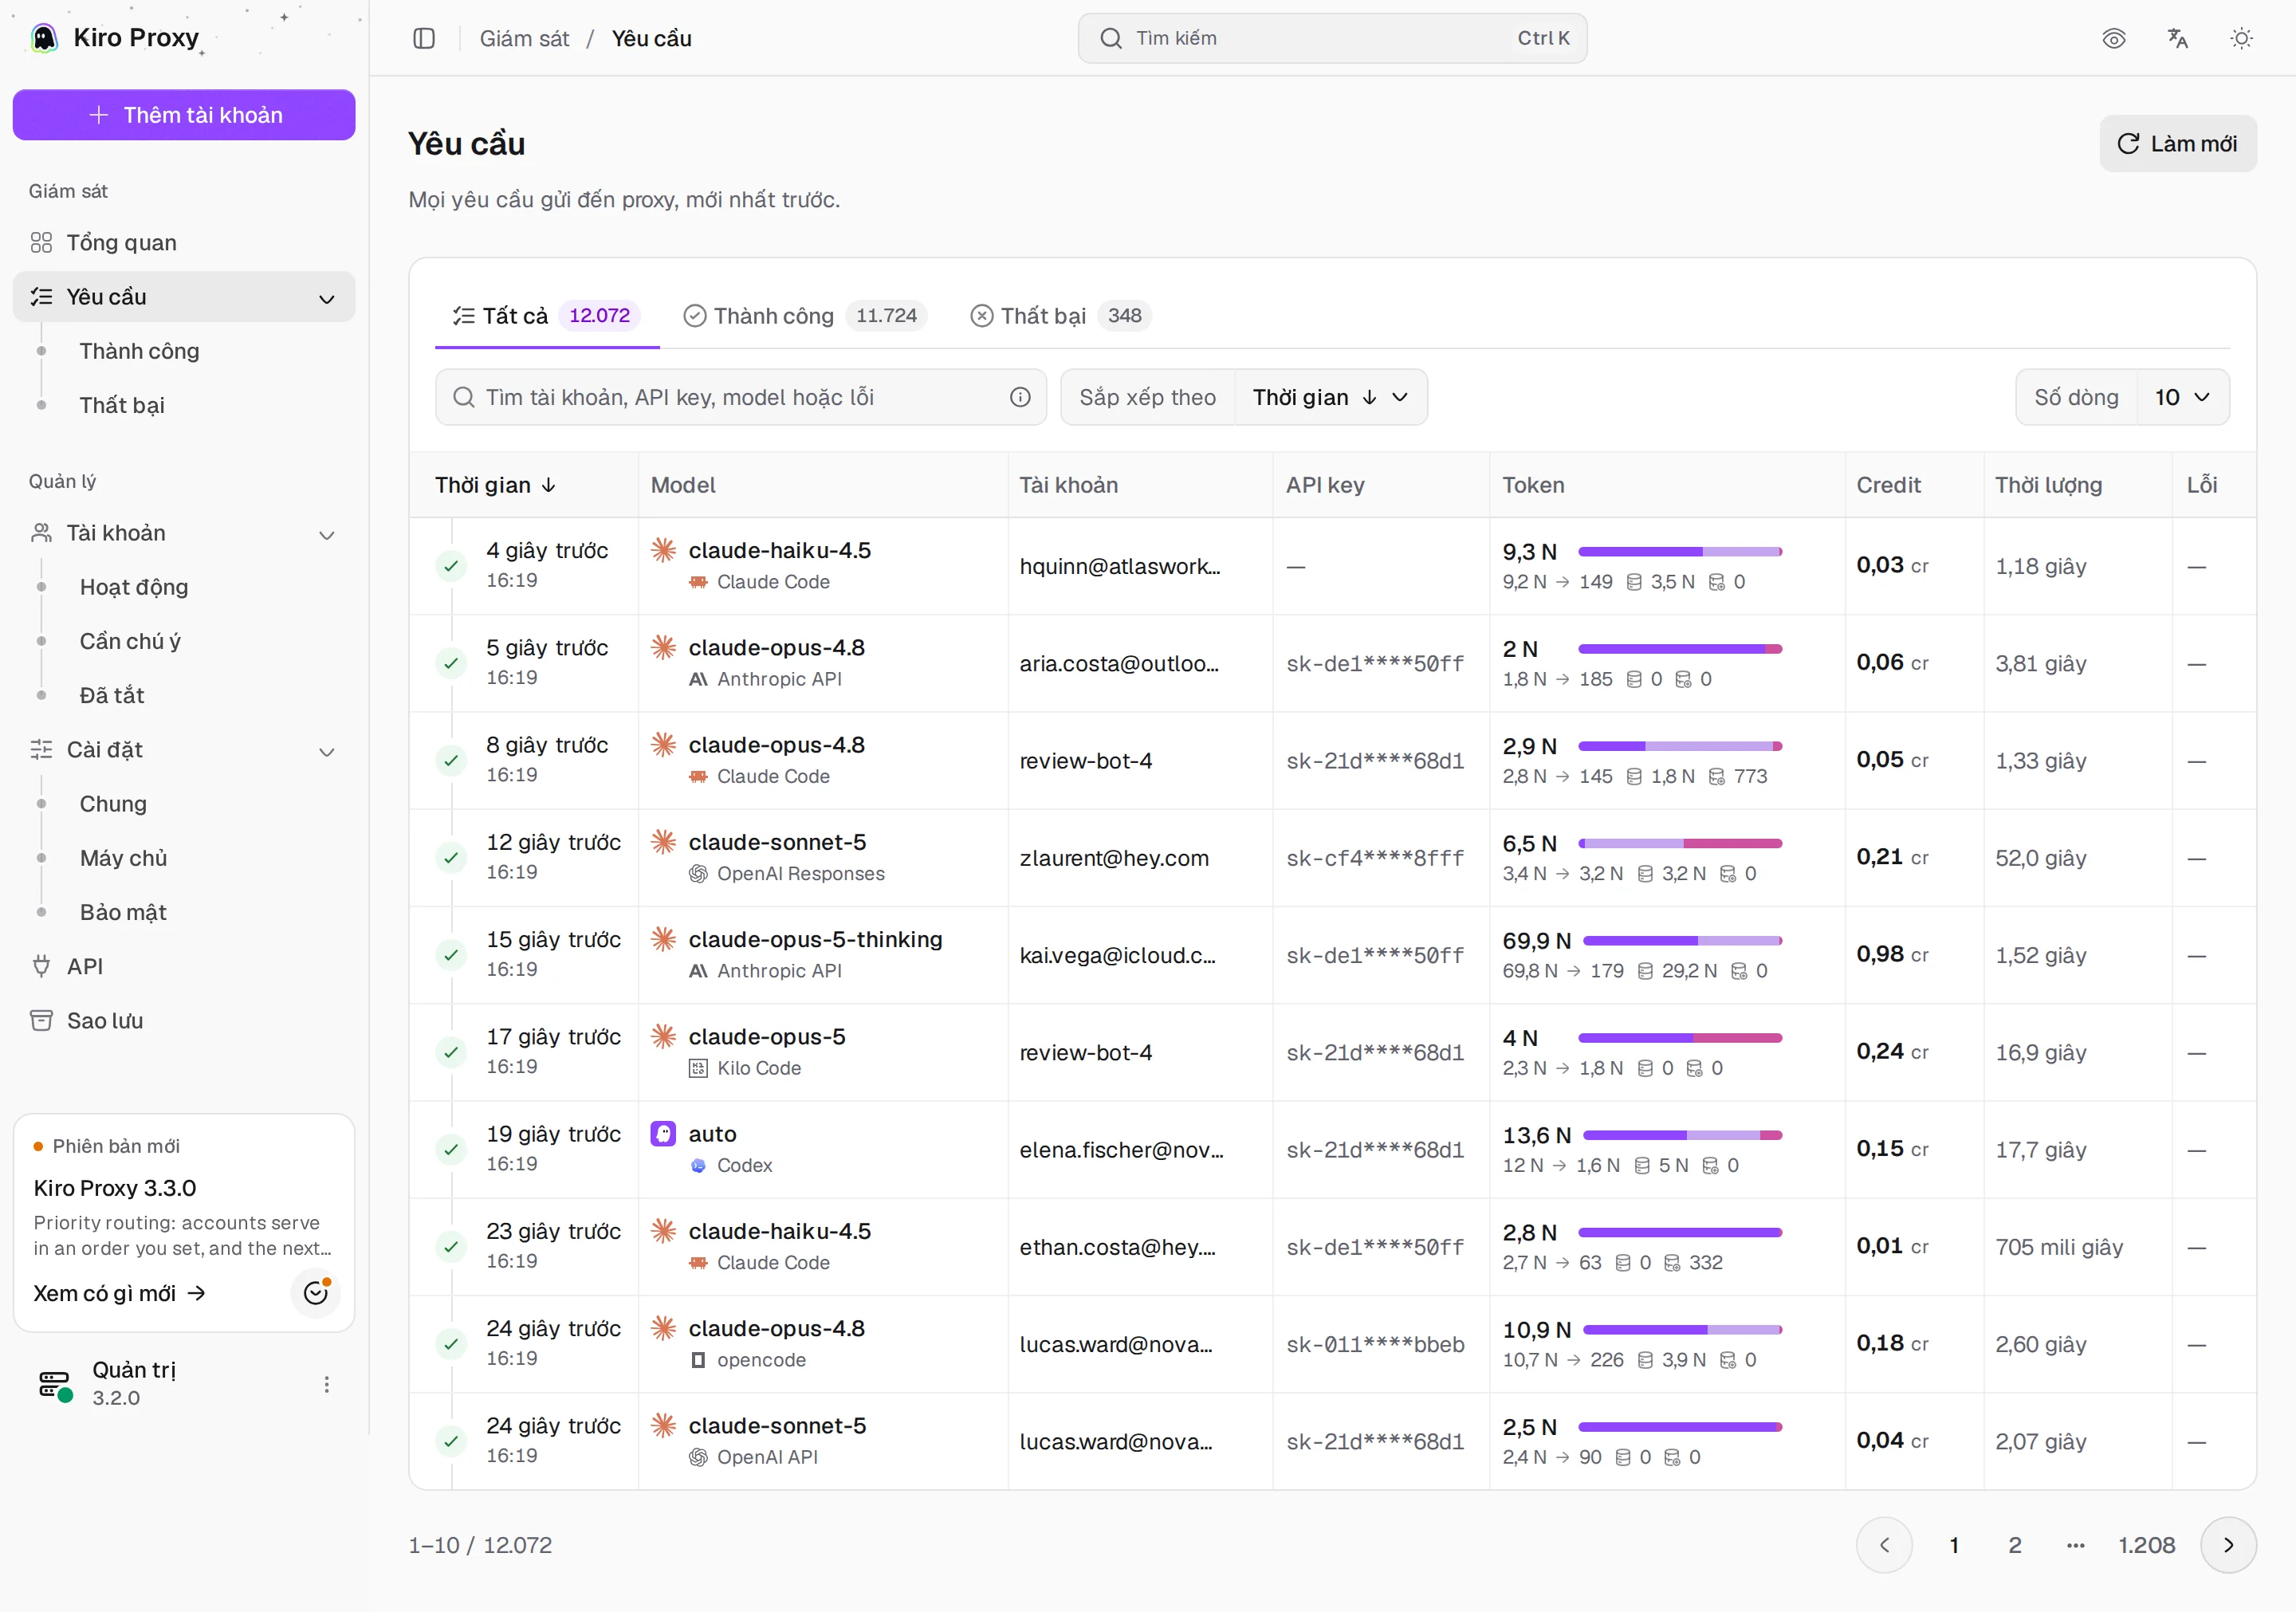 Kiro Proxy
Thêm tài khoản
Giám sát
Tổng quan
Yêu cầu
Thành công
Thất bại
Quản lý
Tài khoản
Hoạt động
Cần chú ý
Đã tắt
Cài đặt
Chung
Máy chủ
Bảo mật
API
Sao lưu
Phiên bản mới
Kiro Proxy 3.3.0
Priority routing: accounts serve
in an order you set, and the next…
Xem có gì mới →
Quản trị
3.2.0
Giám sát / Yêu cầu
Tìm kiếm Ctrl K
Yêu cầu
Làm mới
Mọi yêu cầu gửi đến proxy, mới nhất trước.
Tất cả 12.072 Thành công 11.724 Thất bại 348
Tìm tài khoản, API key, model hoặc lỗi Sắp xếp theo Thời gian ↓ Số dòng 10
Thời gian ↓ Model Tài khoản API key Token Credit Thời lượng Lỗi
4 giây trước claude-haiku-4.5 9,3 N
hquinn@atlaswork… — 0,03 cr 1,18 giây —
16:19 Claude Code 9,2 N → 149 3,5 N 0
5 giây trước claude-opus-4.8 2 N
aria.costa@outloo… sk-de1****50ff 0,06 cr 3,81 giây —
16:19 Anthropic API 1,8 N → 185 0 0
8 giây trước claude-opus-4.8 2,9 N
review-bot-4 sk-21d****68d1 0,05 cr 1,33 giây —
16:19 Claude Code 2,8 N → 145 1,8 N 773
12 giây trước claude-sonnet-5 6,5 N
zlaurent@hey.com sk-cf4****8fff 0,21 cr 52,0 giây —
16:19 OpenAI Responses 3,4 N → 3,2 N 3,2 N 0
15 giây trước claude-opus-5-thinking 69,9 N
kai.vega@icloud.c… sk-de1****50ff 0,98 cr 1,52 giây —
16:19 Anthropic API 69,8 N → 179 29,2 N 0
17 giây trước claude-opus-5 4 N
review-bot-4 sk-21d****68d1 0,24 cr 16,9 giây —
16:19 Kilo Code 2,3 N → 1,8 N 0 0
19 giây trước auto 13,6 N
elena.fischer@nov… sk-21d****68d1 0,15 cr 17,7 giây —
16:19 Codex 12 N → 1,6 N 5 N 0
23 giây trước claude-haiku-4.5 2,8 N
ethan.costa@hey.… sk-de1****50ff 0,01 cr 705 mili giây —
16:19 Claude Code 2,7 N → 63 0 332
24 giây trước claude-opus-4.8 10,9 N
lucas.ward@nova… sk-011****bbeb 0,18 cr 2,60 giây —
16:19 opencode 10,7 N → 226 3,9 N 0
24 giây trước claude-sonnet-5 2,5 N
lucas.ward@nova… sk-21d****68d1 0,04 cr 2,07 giây —
16:19 OpenAI API 2,4 N → 90 0 0
1–10 / 12.072 1 2 ••• 1.208